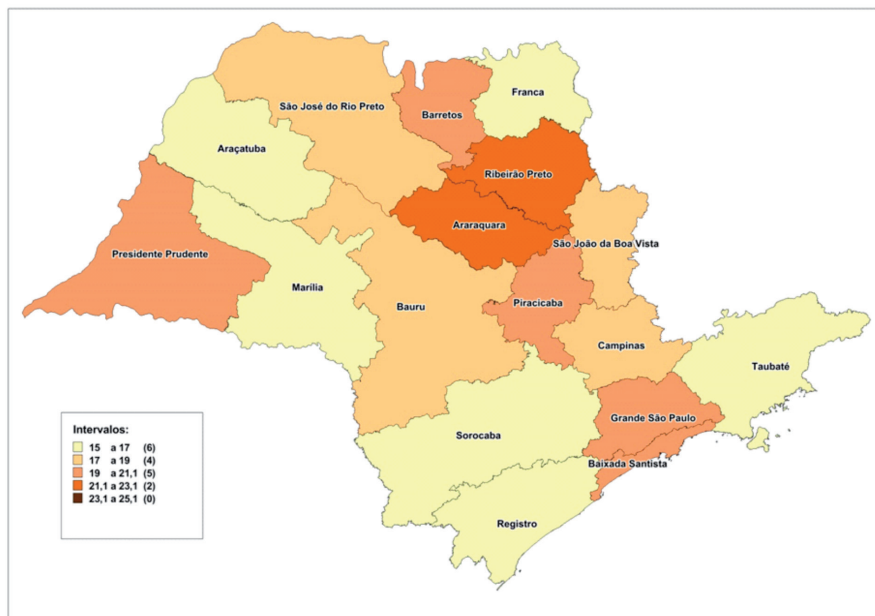 Franca
São José do Rio Preto
Barretos
Araçatuba
Ribeirão Preto
Araraquara
São João da Boa Vista
Presidente Prudente
Marília
Bauru
Piracicaba
Campinas
Taubaté
Grande São Paulo
Sorocaba
Baixada Santista
Registro
Intervalos:
15 a 17 (6)
17 a 19 (4)
19 a 21,1 (5)
21,1 a 23,1 (2)
23,1 a 25,1 (0)